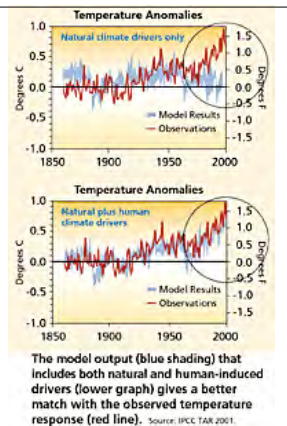 Temperature Anomalies
Natural climate drivers only
Degrees C
1.0
0.5
0.0
-0.5
-1.0
1850
1900
1950
2000
1.5
1.0
0.5
0.0
-0.5
-1.0
-1.5
Degrees F
Model Results
Observations
Temperature Anomalies
Natural plus human
climate drivers
Degrees C
1.0
0.5
0.0
-0.5
-1.0
1850
1900
1950
2000
1.5
1.0
0.5
0.0
-0.5
-1.0
-1.5
Degrees F
Model Results
Observations
The model output (blue shading) that
includes both natural and human-induced
drivers (lower graph) gives a better
match with the observed temperature
response (red line). Source: IPCC TAR 2001.